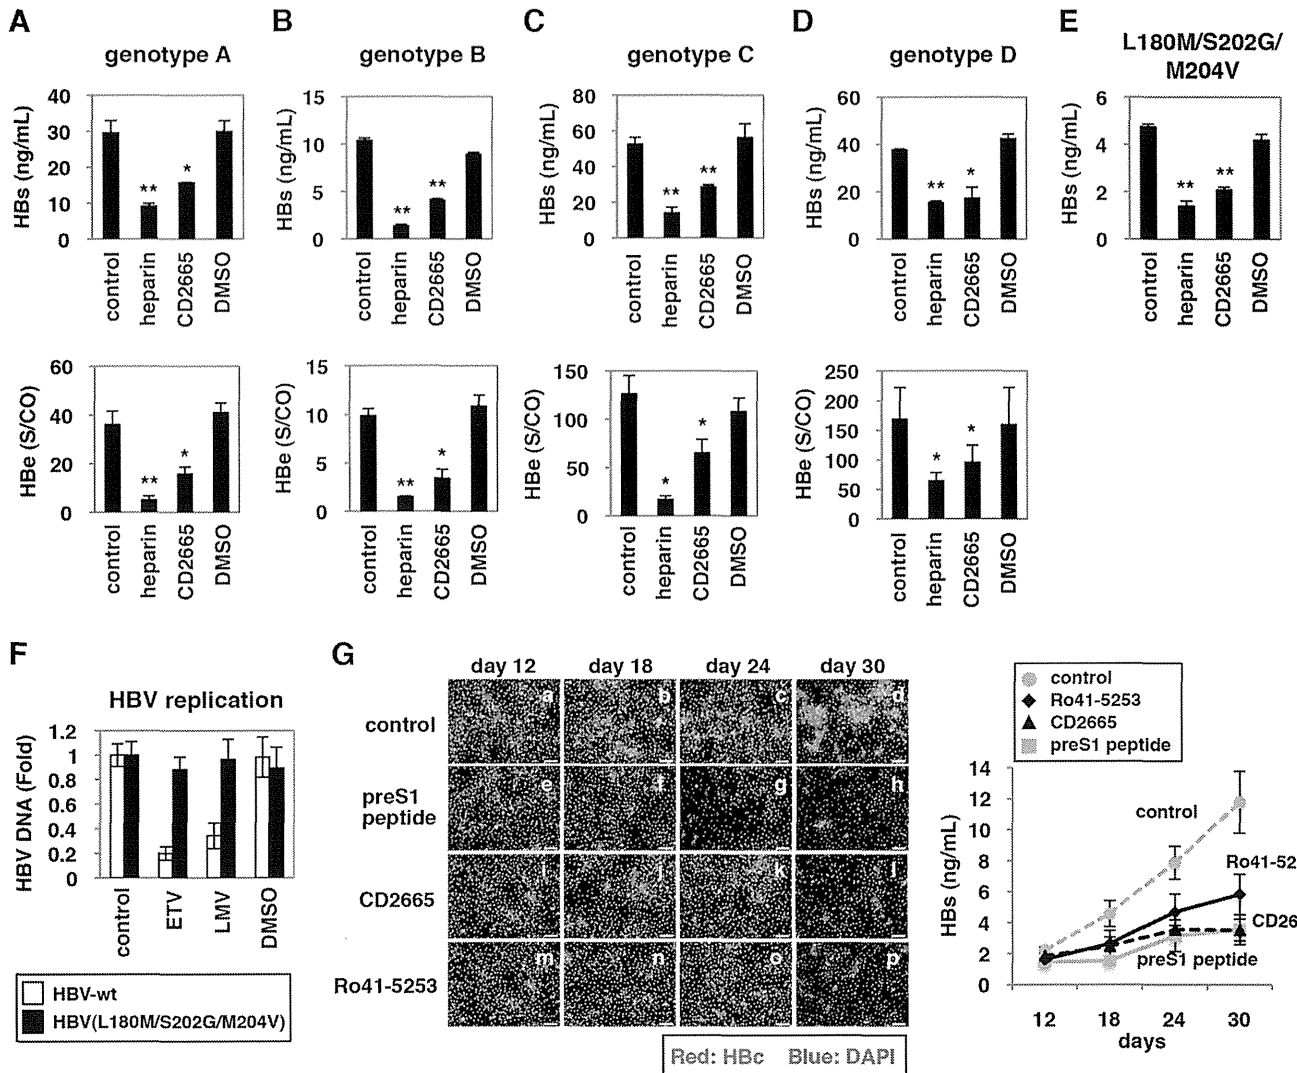 A
B
C
D
E
genotype A
genotype B
genotype C
genotype D
L180M/S202G/
M204V
HBs (ng/mL)
40
30
20
10
0
control
heparin
CD2665
DMSO
** *
HBs (ng/mL)
15
10
5
0
control
heparin
CD2665
DMSO
** **
HBs (ng/mL)
80
60
40
20
0
control
heparin
CD2665
DMSO
** **
HBs (ng/mL)
60
40
20
0
control
heparin
CD2665
DMSO
** *
HBs (ng/mL)
6
4
2
0
control
heparin
CD2665
DMSO
** **
HBe (S/CO)
60
40
20
0
control
heparin
CD2665
DMSO
** *
HBe (S/CO)
15
10
5
0
control
heparin
CD2665
DMSO
** *
HBe (S/CO)
150
100
50
0
control
heparin
CD2665
DMSO
* *
HBe (S/CO)
250
200
150
100
50
0
control
heparin
CD2665
DMSO
* *
F
HBV replication
HBV DNA (Fold)
1.2
1
0.8
0.6
0.4
0.2
0
control
ETV
LMV
DMSO
HBV-wt
HBV(L180M/S202G/M204V)
G
day 12 day 18 day 24 day 30
control
a b c d
preS1
peptide
e f g h
CD2665
i j k l
Ro41-5253
m n o p
Red: HBc Blue: DAPI
control
Ro41-5253
CD2665
preS1 peptide
HBs (ng/mL)
14
12
10
8
6
4
2
0
control
Ro41-52
CD26
preS1 peptide
12 18 24 30
days